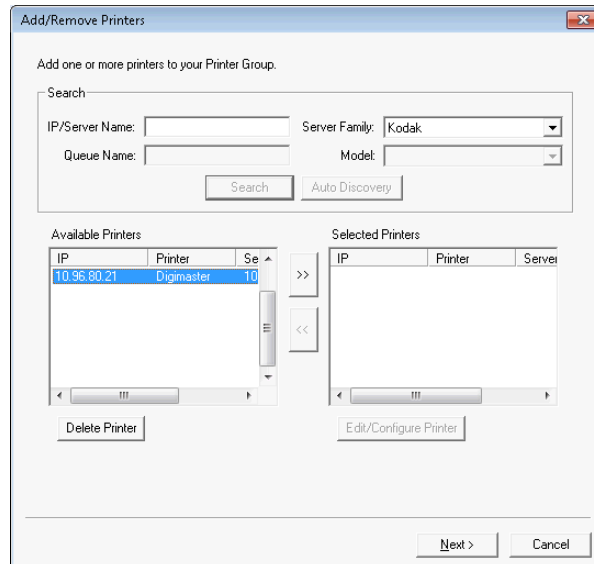 Add/Remove Printers
Add one or more printers to your Printer Group.
Search
IP/Server Name: Server Family: Kodak
Queue Name: Model:
Search Auto Discovery
Available Printers Selected Printers
IP Printer Se IP Printer Server
10.96.80.21 Digimaster 10
>>
<<
Delete Printer Edit/Configure Printer
Next > Cancel